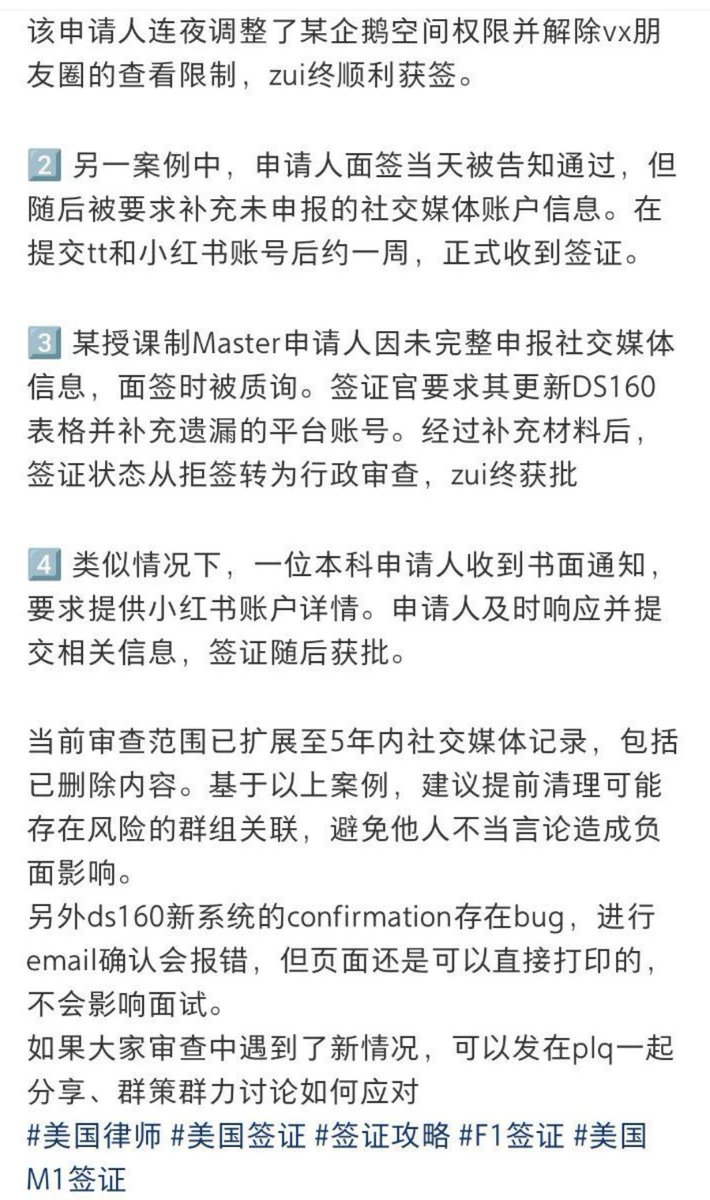 该申请人连夜调整了某企鹅空间权限并解除vx朋
友圈的查看限制，zui终顺利获签。
2️⃣ 另一案例中，申请人面签当天被告知通过，但
随后被要求补充未申报的社交媒体账户信息。在
提交tt和小红书账号后约一周，正式收到签证。
3️⃣ 某授课制Master申请人因未完整申报社交媒体
信息，面签时被质询。签证官要求其更新DS160
表格并补充遗漏的平台账号。经过补充材料后，
签证状态从拒签转为行政审查，zui终获批
4️⃣ 类似情况下，一位本科申请人收到书面通知，
要求提供小红书账户详情。申请人及时响应并提
交相关信息，签证随后获批。
当前审查范围已扩展至5年内社交媒体记录，包括
已删除内容。基于以上案例，建议提前清理可能
存在风险的群组关联，避免他人不当言论造成负
面影响。
另外ds160新系统的confirmation存在bug，进行
email确认会报错，但页面还是可以直接打印的，
不会影响面试。
如果大家审查中遇到了新情况，可以发在plq一起
分享、群策群力讨论如何应对
#美国律师 #美国签证 #签证攻略 #F1签证 #美国
M1签证